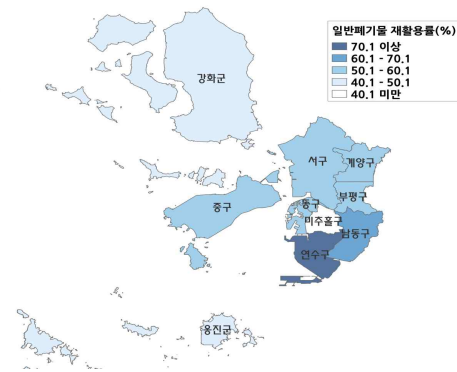 일반폐기물 재활용률(%)
70.1 이상
60.1 - 70.1
50.1 - 60.1
40.1 - 50.1
40.1 미만
강화군
서구
계양구
부평구
중구
동구
미추홀구
남동구
연수구
옹진군